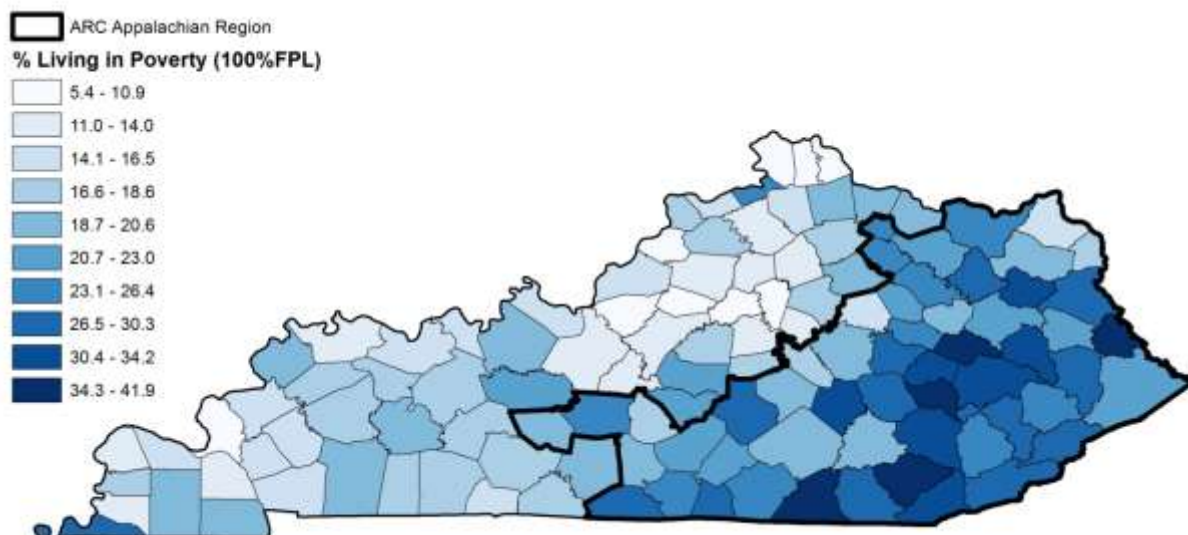 ARC Appalachian Region
% Living in Poverty (100%FPL)
5.4 - 10.9
11.0 - 14.0
14.1 - 16.5
16.6 - 18.6
18.7 - 20.6
20.7 - 23.0
23.1 - 26.4
26.5 - 30.3
30.4 - 34.2
34.3 - 41.9